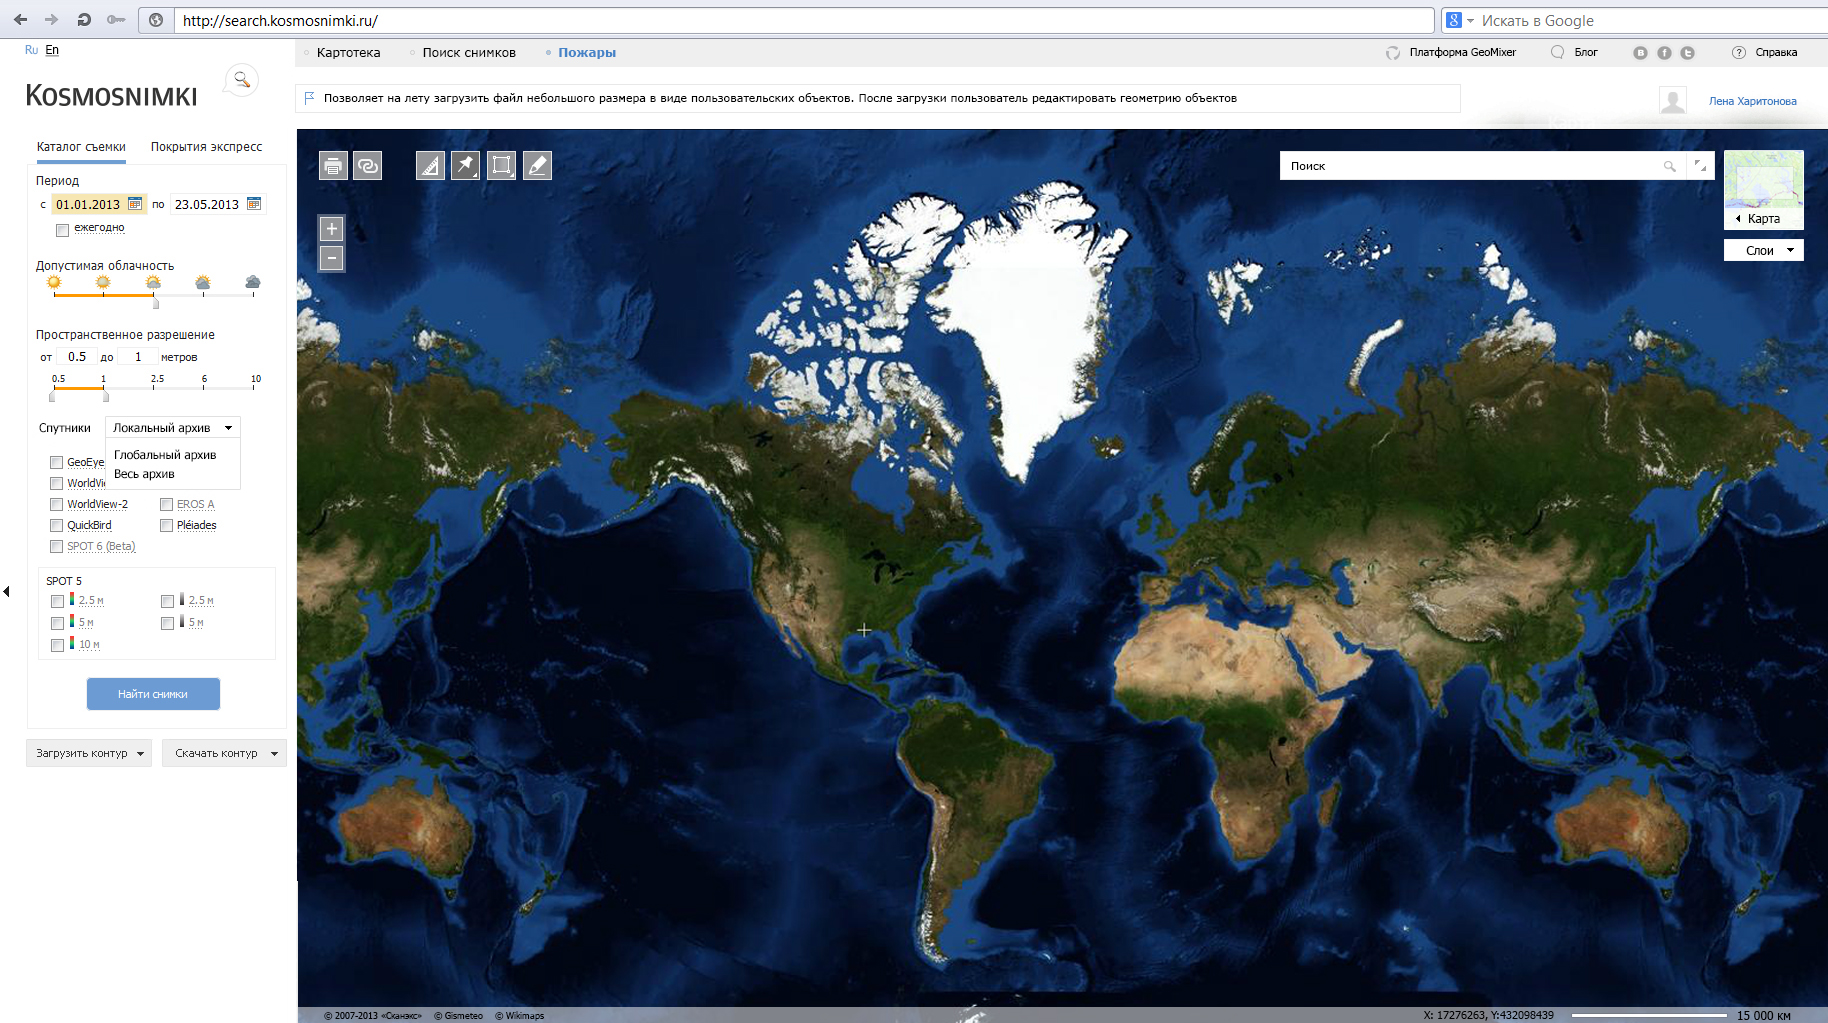 http://search.kosmosnimki.ru/
Искать в Google
Ru En
Картотека Поиск снимков Пожары Платформа GeoMixer Блог Справка
KOSMOSNIMKI
Позволяет на лету загрузить файл небольшого размера в виде пользовательских объектов. После загрузки пользователь редактировать геометрию объектов
Лена Харитонова
Каталог съемки Покрытия экспресс
Период
с 01.01.2013 по 23.05.2013
ежегодно
Допустимая облачность
Пространственное разрешение
от 0.5 до 1 метров
0.5 1 2.5 6 10
Спутники Локальный архив
Глобальный архив
Весь архив
GeoEye
WorldVi
WorldView-2 EROS A
QuickBird Pléiades
SPOT 6 (Beta)
SPOT 5
2.5 м 2.5 м
5 м 5 м
10 м
Найти снимки
Загрузить контур Скачать контур
Поиск
Карта
Слои
© 2007-2013 «Сканэкс» © Gismeteo © Wikimaps
X: 17276263, Y:432098439 15 000 км